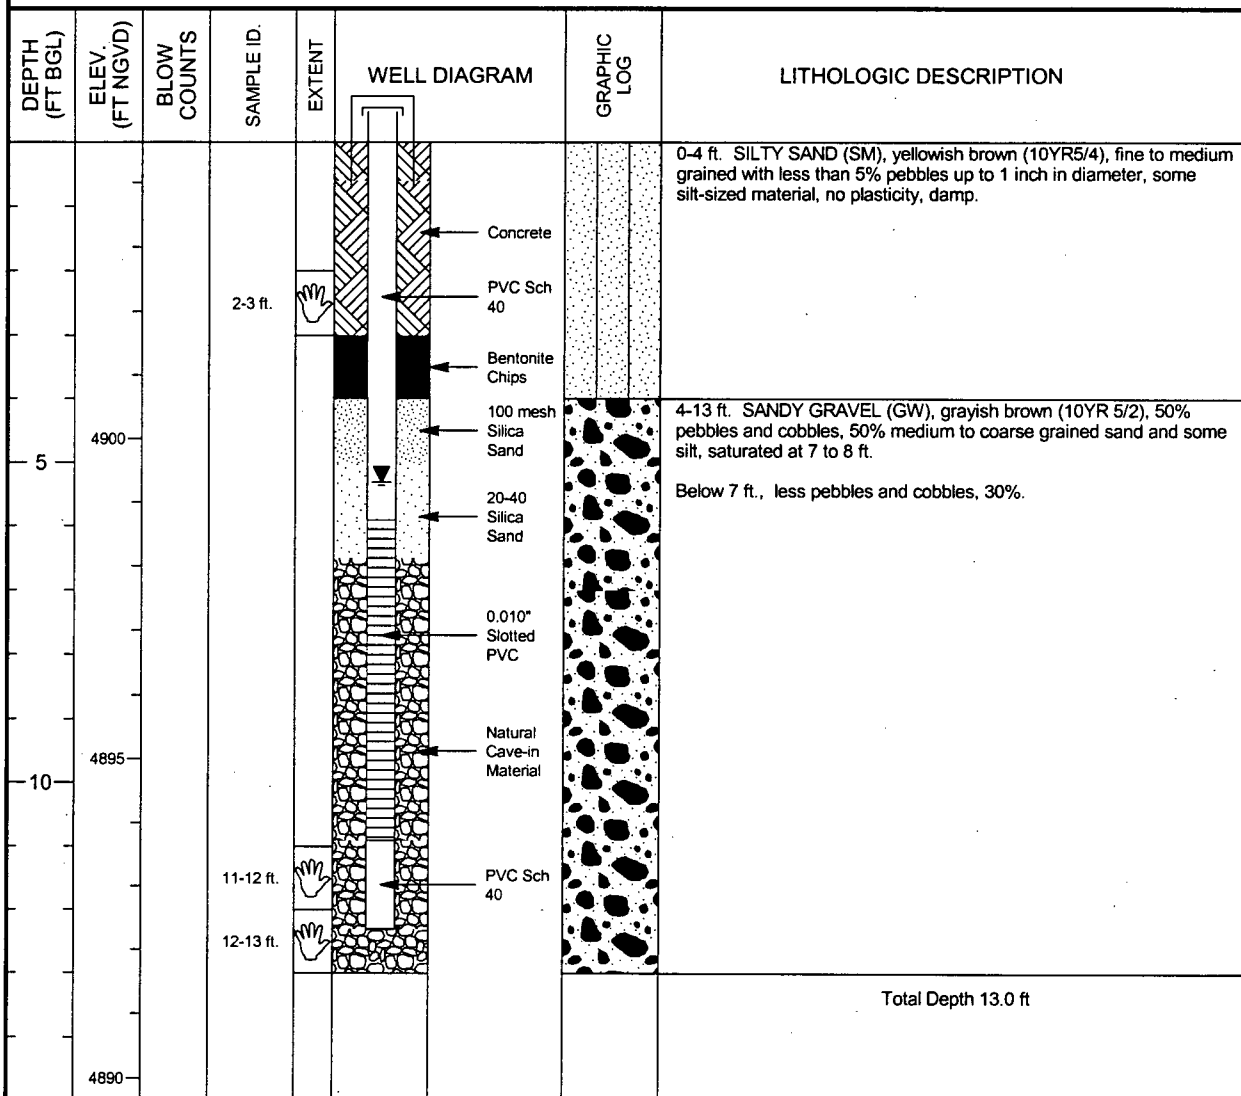 DEPTH
(FT BGL)
ELEV.
(FT NGVD)
BLOW
COUNTS
SAMPLE ID.
EXTENT
WELL DIAGRAM
GRAPHIC
LOG
LITHOLOGIC DESCRIPTION
0-4 ft. SILTY SAND (SM), yellowish brown (10YR5/4), fine to medium
grained with less than 5% pebbles up to 1 inch in diameter, some
silt-sized material, no plasticity, damp.
Concrete
2-3 ft.
PVC Sch
40
Bentonite
Chips
4-13 ft. SANDY GRAVEL (GW), grayish brown (10YR 5/2), 50%
pebbles and cobbles, 50% medium to coarse grained sand and some
silt, saturated at 7 to 8 ft.
100 mesh
Silica
Sand
4900
5
Below 7 ft., less pebbles and cobbles, 30%.
20-40
Silica
Sand
0.010"
Slotted
PVC
Natural
Cave-in
Material
4895
10
11-12 ft.
PVC Sch
40
12-13 ft.
Total Depth 13.0 ft
4890